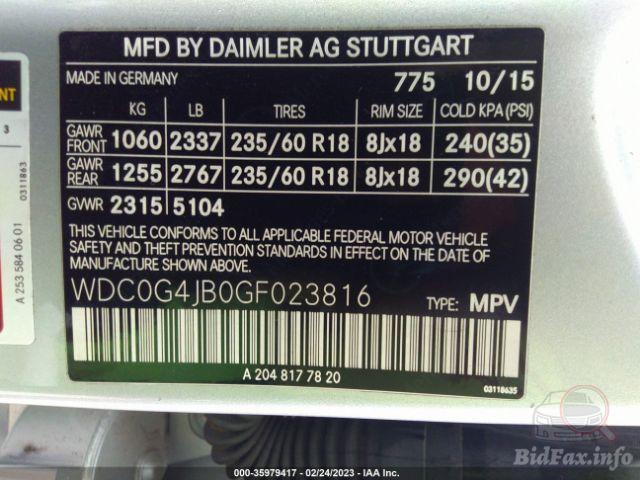 MFD BY DAIMLER AG STUTTGART
MADE IN GERMANY 775 10/15
KG LB TIRES RIM SIZE COLD KPA (PSI)
GAWR FRONT 1060 2337 235/60 R18 8Jx18 240(35)
GAWR REAR 1255 2767 235/60 R18 8Jx18 290(42)
GVWR 2315 5104
THIS VEHICLE CONFORMS TO ALL APPLICABLE FEDERAL MOTOR VEHICLE
SAFETY AND THEFT PREVENTION STANDARDS IN EFFECT ON THE DATE
OF MANUFACTURE SHOWN ABOVE.
WDC0G4JB0GF023816 TYPE: MPV
A 204 817 78 20
03118635
NT
3
0311863
A 253 584 06 01
000-35979417 - 02/24/2023 - IAA Inc.
BidFax.info